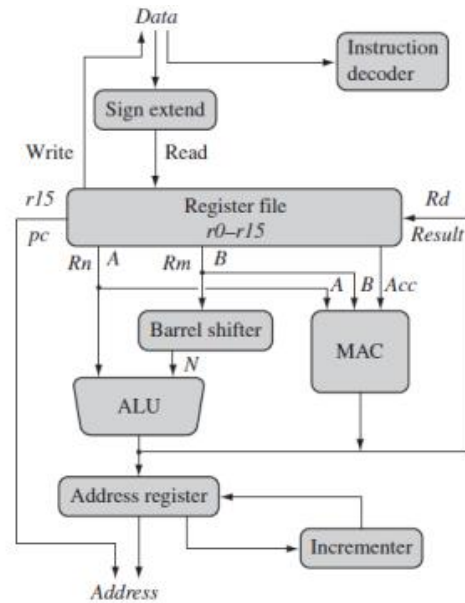 Data
Instruction
decoder
Sign extend
Write
Read
r15
Register file
Rd
pc
r0–r15
Result
Rn A
Rm B
A B Acc
Barrel shifter
MAC
N
ALU
Address register
Incrementer
Address